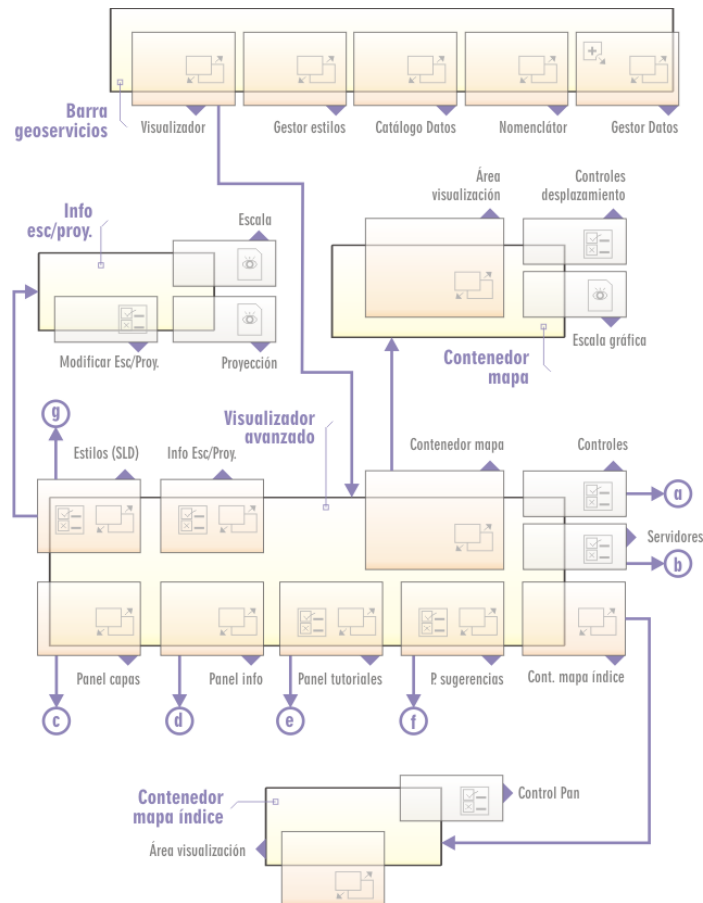 Barra
geoservicios
Visualizador
Gestor estilos
Catálogo Datos
Nomenclátor
Gestor Datos
Info
esc/proy.
Escala
Modificar Esc/Proy.
Proyección
Área
visualización
Controles
desplazamiento
Escala gráfica
Contenedor
mapa
g
Visualizador
avanzado
Estilos (SLD)
Info Esc/Proy.
Contenedor mapa
Controles
a
Servidores
b
Panel capas
Panel info
Panel tutoriales
P. sugerencias
Cont. mapa índice
c
d
e
f
Contenedor
mapa índice
Control Pan
Área visualización